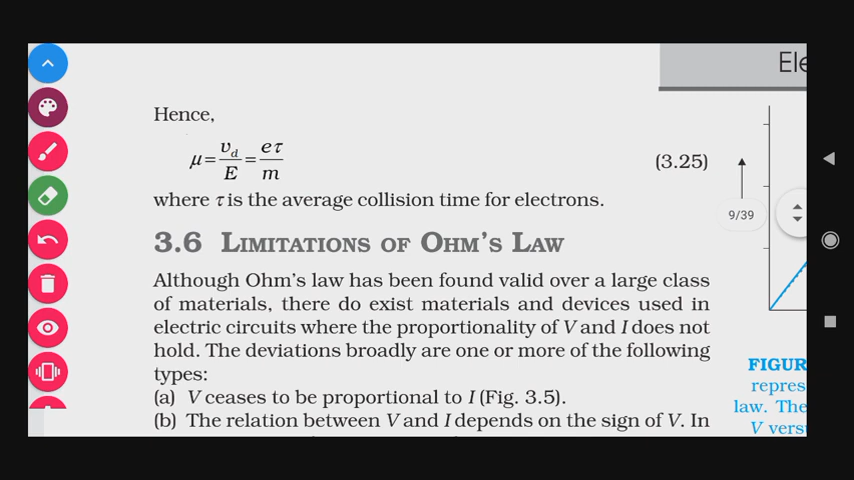 Hence,
μ = v_d / E = eτ / m
(3.25)
where τ is the average collision time for electrons.
3.6 LIMITATIONS OF OHM'S LAW
Although Ohm's law has been found valid over a large class
of materials, there do exist materials and devices used in
electric circuits where the proportionality of V and I does not
hold. The deviations broadly are one or more of the following
types:
(a) V ceases to be proportional to I (Fig. 3.5).
(b) The relation between V and I depends on the sign of V. In
Ele
9/39
FIGUR
repres
law. The
V versu